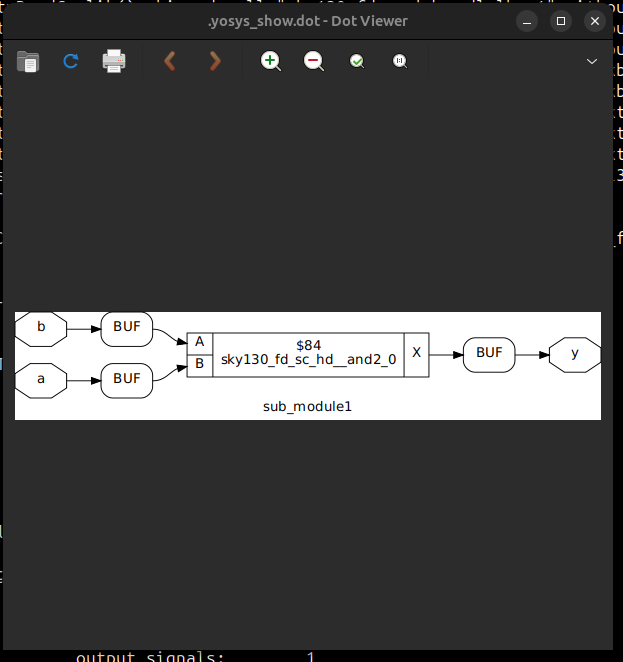 .yosys_show.dot - Dot Viewer
b
BUF
a
BUF
A
B
$84
sky130_fd_sc_hd__and2_0
X
BUF
y
sub_module1
output signals: 1